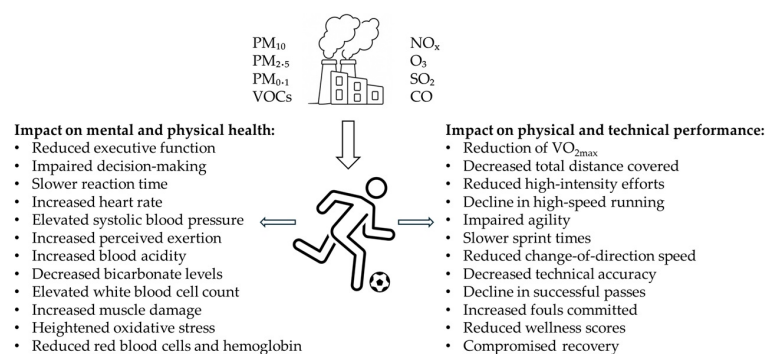 PM₁₀
PM₂.₅
PM₀.₁
VOCs
NOₓ
O₃
SO₂
CO
Impact on mental and physical health:
• Reduced executive function
• Impaired decision-making
• Slower reaction time
• Increased heart rate
• Elevated systolic blood pressure
• Increased perceived exertion
• Increased blood acidity
• Decreased bicarbonate levels
• Elevated white blood cell count
• Increased muscle damage
• Heightened oxidative stress
• Reduced red blood cells and hemoglobin
Impact on physical and technical performance:
• Reduction of VO₂ₘₐₓ
• Decreased total distance covered
• Reduced high-intensity efforts
• Decline in high-speed running
• Impaired agility
• Slower sprint times
• Reduced change-of-direction speed
• Decreased technical accuracy
• Decline in successful passes
• Increased fouls committed
• Reduced wellness scores
• Compromised recovery